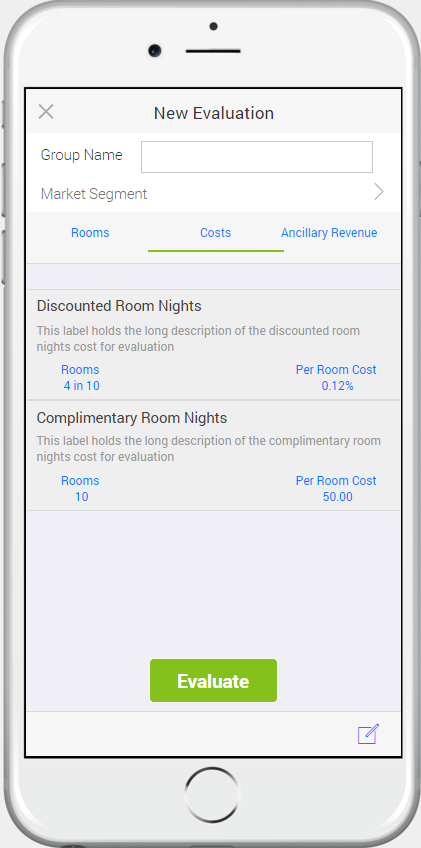 New Evaluation
Group Name
Market Segment
Rooms Costs Ancillary Revenue
Discounted Room Nights
This label holds the long description of the discounted room
nights cost for evaluation
Rooms Per Room Cost
4 in 10 0.12%
Complimentary Room Nights
This label holds the long description of the complimentary room
nights cost for evaluation
Rooms Per Room Cost
10 50.00
Evaluate